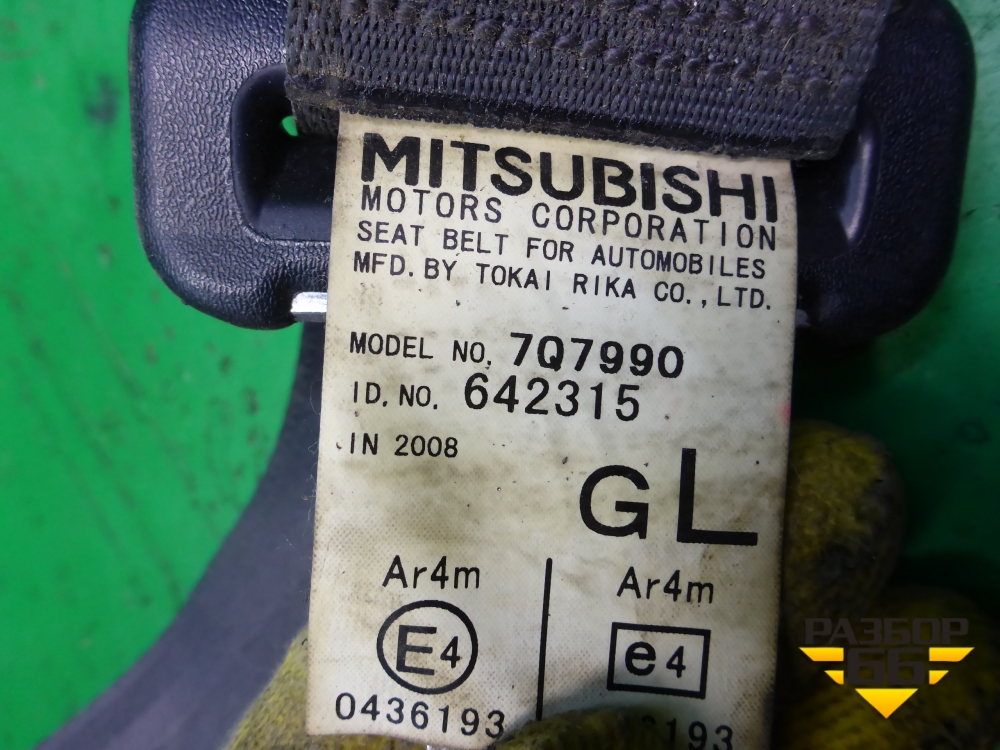 MITSUBISHI
MOTORS CORPORATION
SEAT BELT FOR AUTOMOBILES
MFD. BY TOKAI RIKA CO., LTD.
MODEL NO. 7Q7990
ID. NO. 642315
IN 2008
GL
Ar4m
E4
0436193
Ar4m
e4
193
РАЗБОР
66